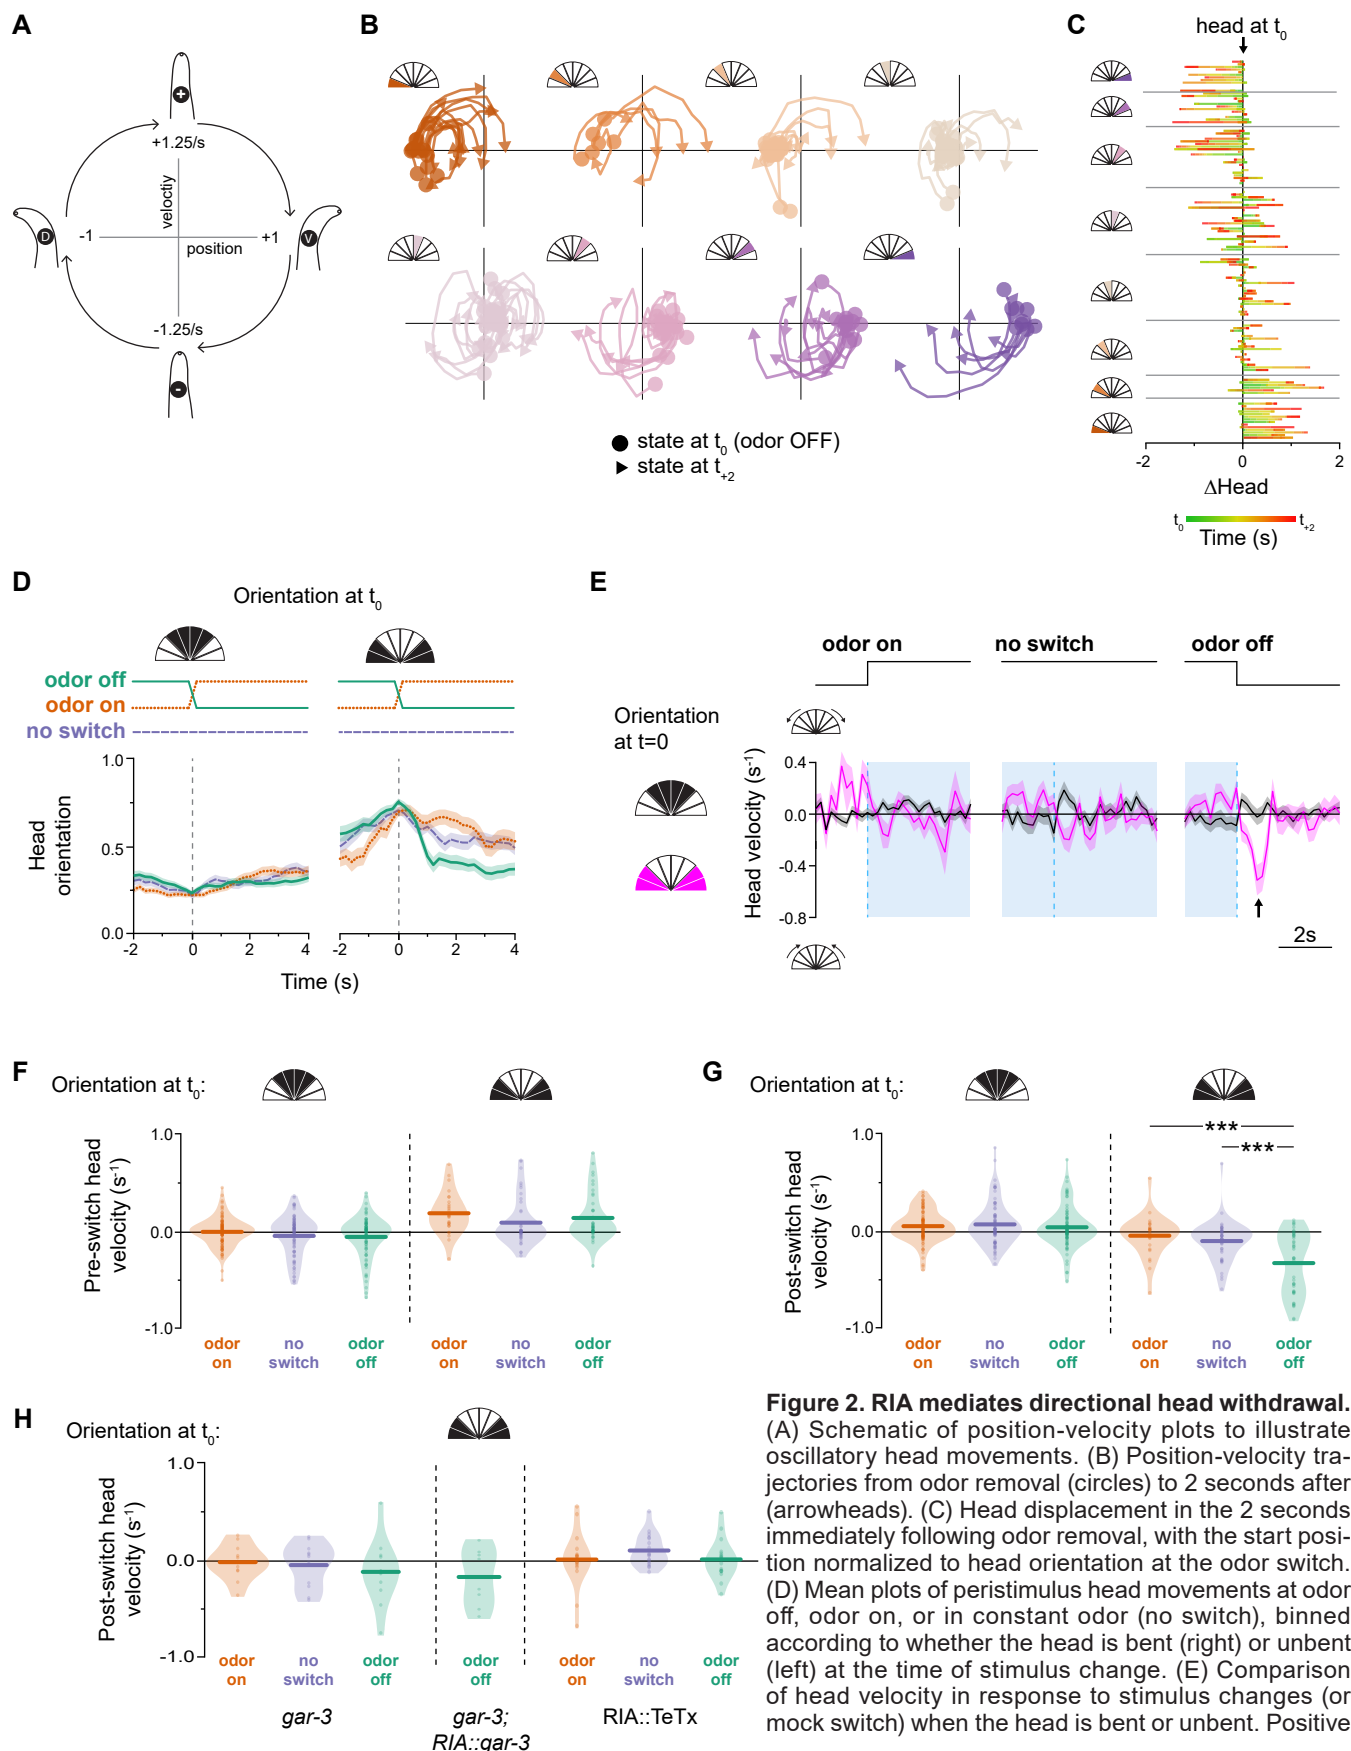 A
+
+1.25/s
velocity
D
-1
+1
position
V
-1.25/s
-
B
state at t0 (odor OFF)
state at t+2
C
head at t0
-2
0
2
ΔHead
t0
t+2
Time (s)
D
Orientation at t0
odor off
odor on
no switch
Head
orientation
1.0
0.5
0.0
-2
0
2
4
-2
0
2
4
Time (s)
E
odor on
no switch
odor off
Orientation
at t=0
Head velocity (s-1)
0.4
0.0
-0.4
-0.8
2s
F
Orientation at t0:
Pre-switch head
velocity (s-1)
1.0
0.0
-1.0
odor
on
no
switch
odor
off
odor
on
no
switch
odor
off
G
Orientation at t0:
***
***
Post-switch head
velocity (s-1)
1.0
0.0
-1.0
odor
on
no
switch
odor
off
odor
on
no
switch
odor
off
H
Orientation at t0:
Post-switch head
velocity (s-1)
1.0
0.0
-1.0
odor
on
no
switch
odor
off
odor
off
odor
on
no
switch
odor
off
gar-3
gar-3;
RIA::gar-3
RIA::TeTx
Figure 2. RIA mediates directional head withdrawal.
(A) Schematic of position-velocity plots to illustrate
oscillatory head movements. (B) Position-velocity tra-
jectories from odor removal (circles) to 2 seconds after
(arrowheads). (C) Head displacement in the 2 seconds
immediately following odor removal, with the start posi-
tion normalized to head orientation at the odor switch.
(D) Mean plots of peristimulus head movements at odor
off, odor on, or in constant odor (no switch), binned
according to whether the head is bent (right) or unbent
(left) at the time of stimulus change. (E) Comparison
of head velocity in response to stimulus changes (or
mock switch) when the head is bent or unbent. Positive